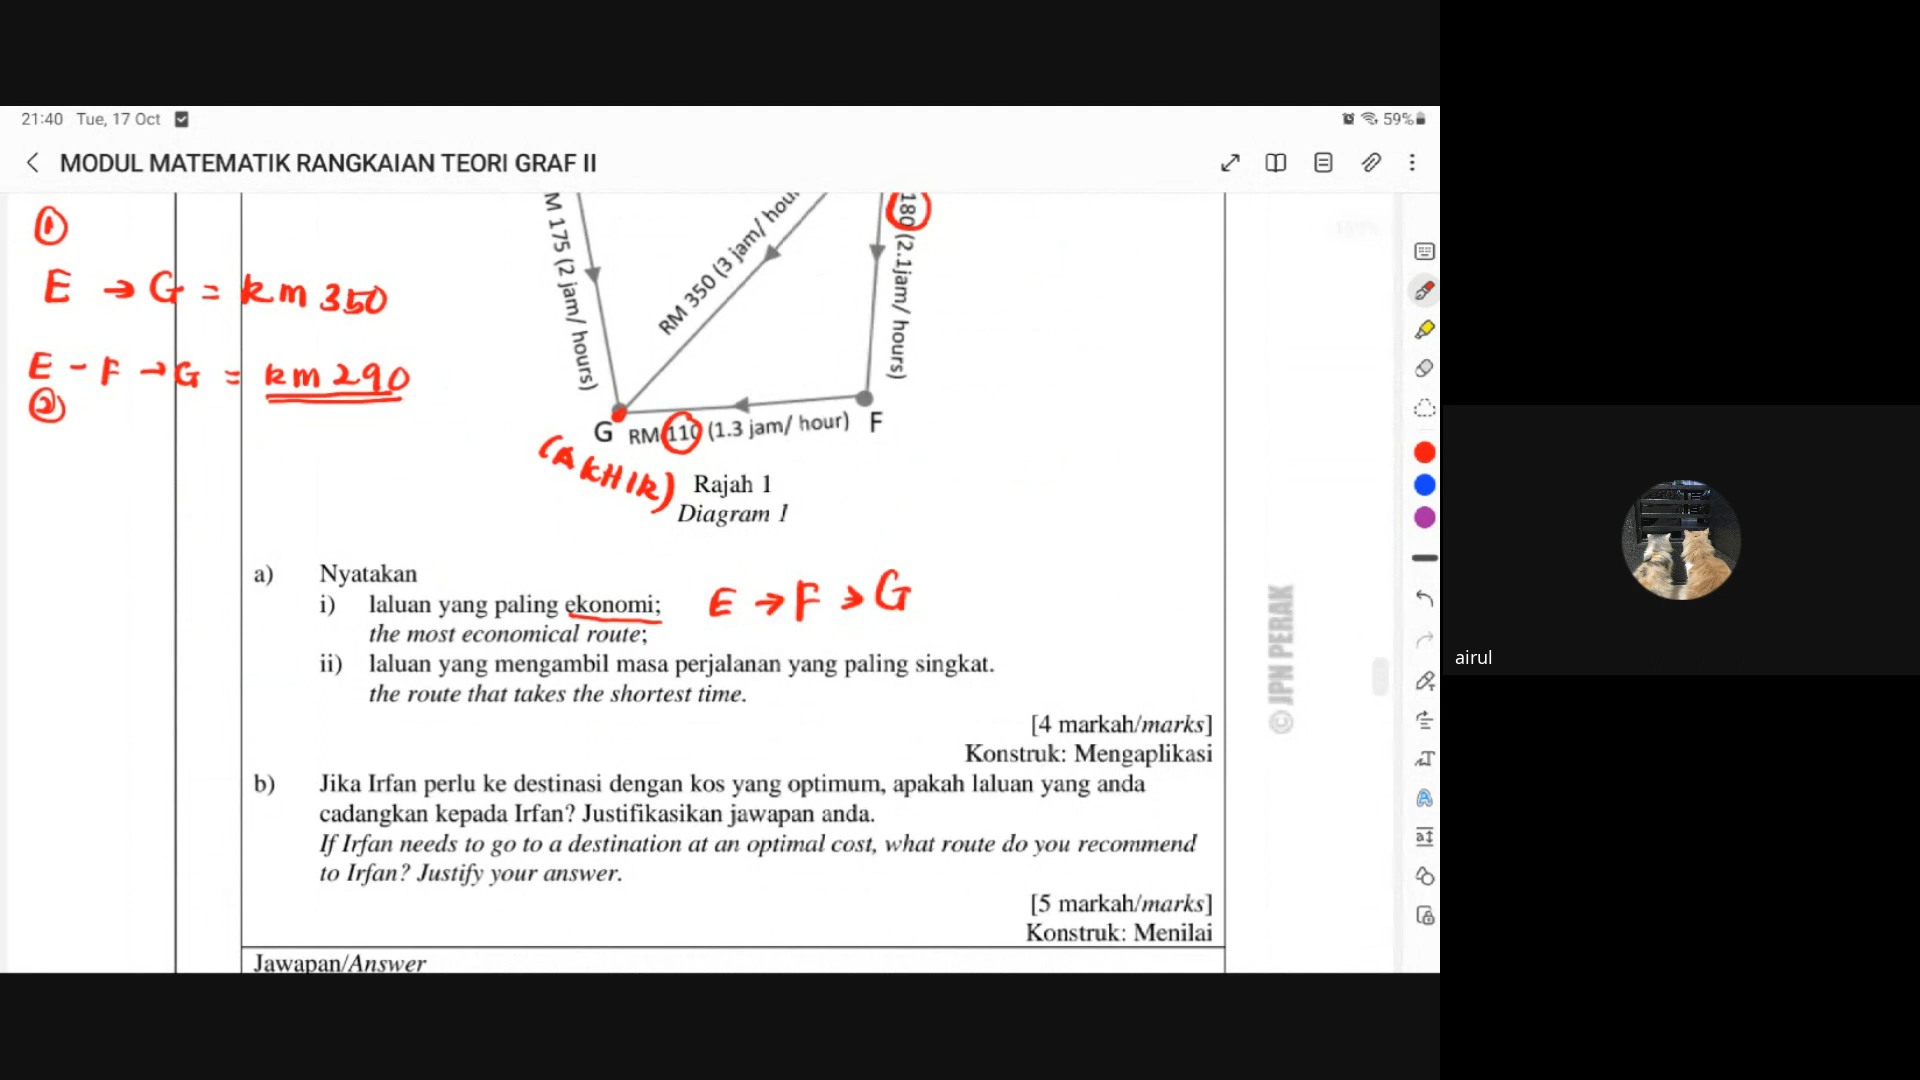 21:40 Tue, 17 Oct
59%
MODUL MATEMATIK RANGKAIAN TEORI GRAF II
1
E → G = RM 350
E - F → G = RM 290
2
M 175 (2 jam/ hours)
RM 350 (3 jam/ hour
180 (2.1jam/ hours)
G RM 110 (1.3 jam/ hour) F
(AKHIR)
Rajah 1
Diagram 1
a) Nyatakan
i) laluan yang paling ekonomi; E → F → G
the most economical route;
ii) laluan yang mengambil masa perjalanan yang paling singkat.
the route that takes the shortest time.
[4 markah/marks]
Konstruk: Mengaplikasi
b) Jika Irfan perlu ke destinasi dengan kos yang optimum, apakah laluan yang anda
cadangkan kepada Irfan? Justifikasikan jawapan anda.
If Irfan needs to go to a destination at an optimal cost, what route do you recommend
to Irfan? Justify your answer.
[5 markah/marks]
Konstruk: Menilai
Jawapan/Answer
© JPN PERAK
airul